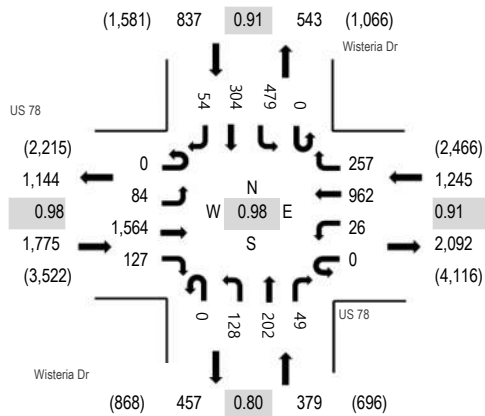 (1,581) 837 0.91 543 (1,066)
Wisteria Dr
US 78
54 304 479 0
(2,215)
1,144
0.98
1,775
(3,522)
0
84
1,564
127
N
W 0.98 E
S
257
962
26
0
(2,466)
1,245
0.91
2,092
(4,116)
0 128 202 49
US 78
Wisteria Dr
(868) 457 0.80 379 (696)